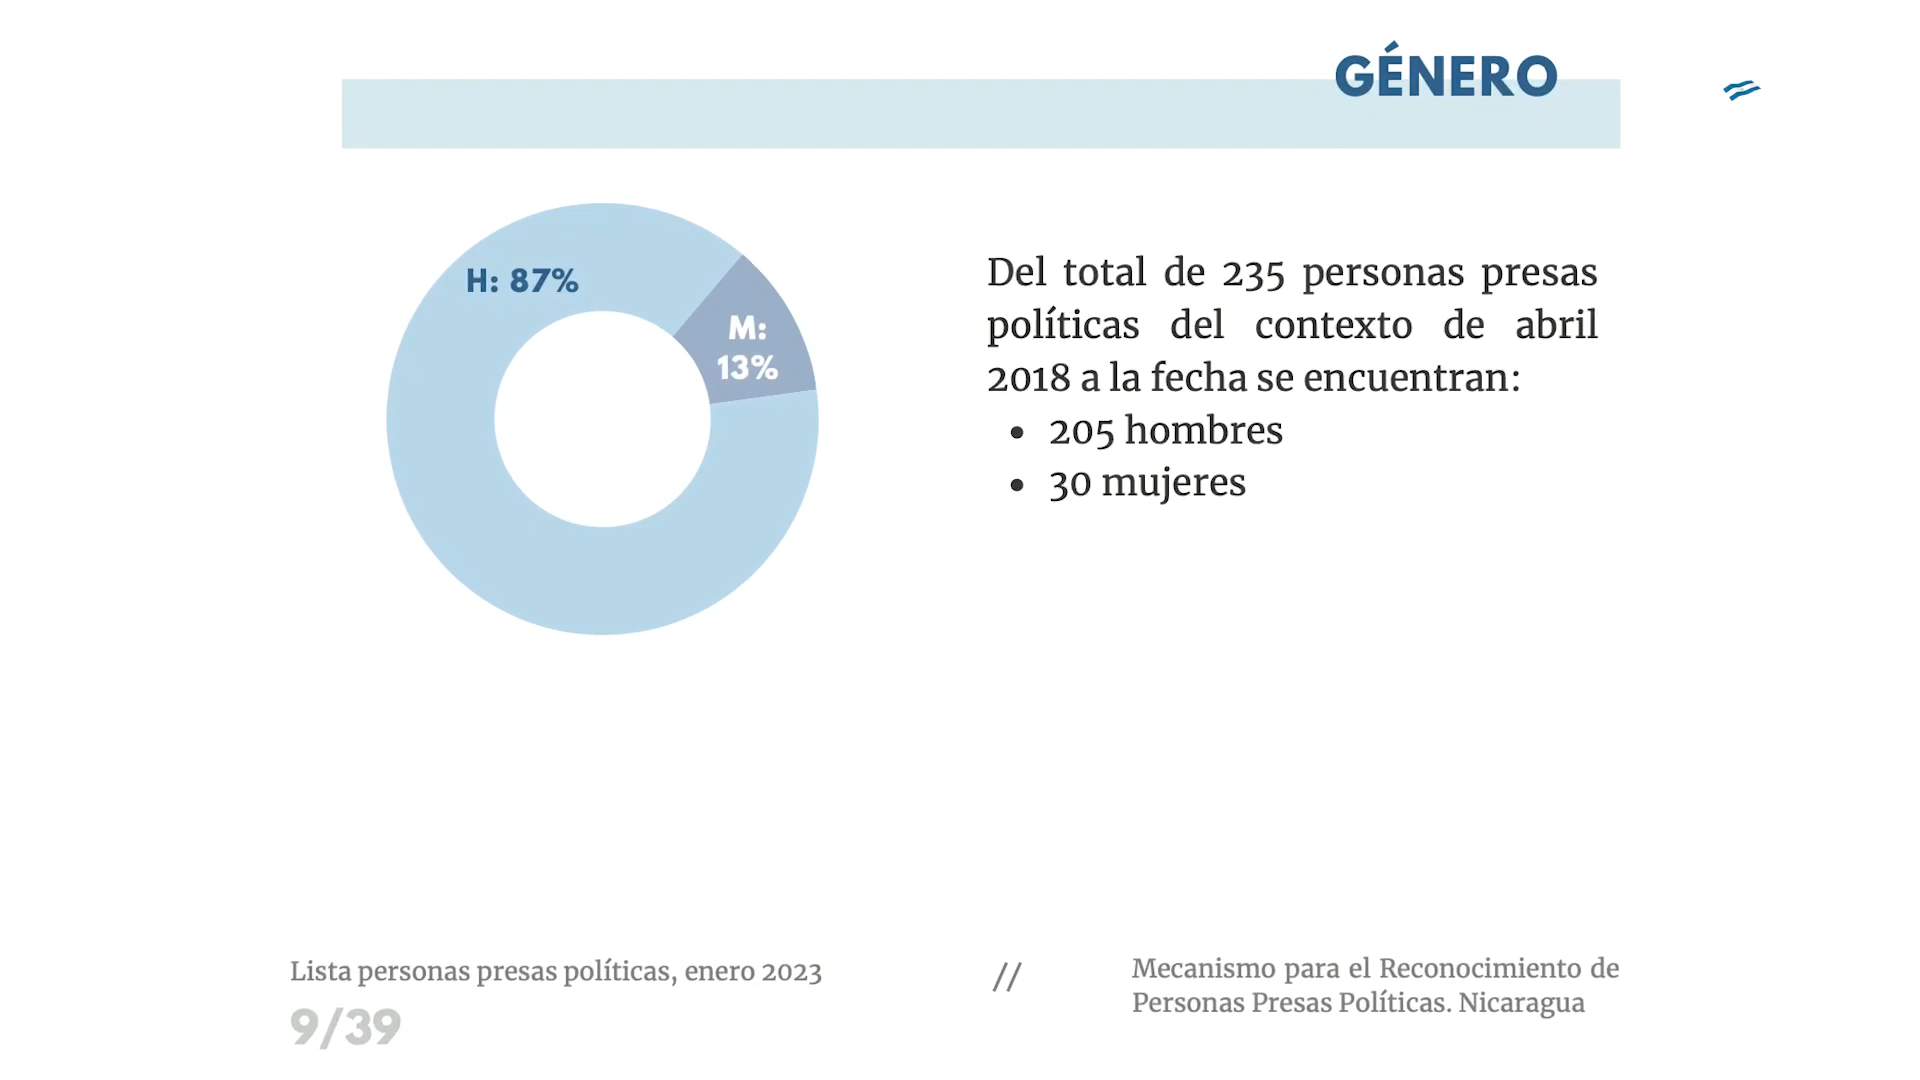 GÉNERO
H: 87%
M:
13%
Del total de 235 personas presas
políticas del contexto de abril
2018 a la fecha se encuentran:
• 205 hombres
• 30 mujeres
Lista personas presas políticas, enero 2023
//
Mecanismo para el Reconocimiento de
Personas Presas Políticas. Nicaragua
9/39